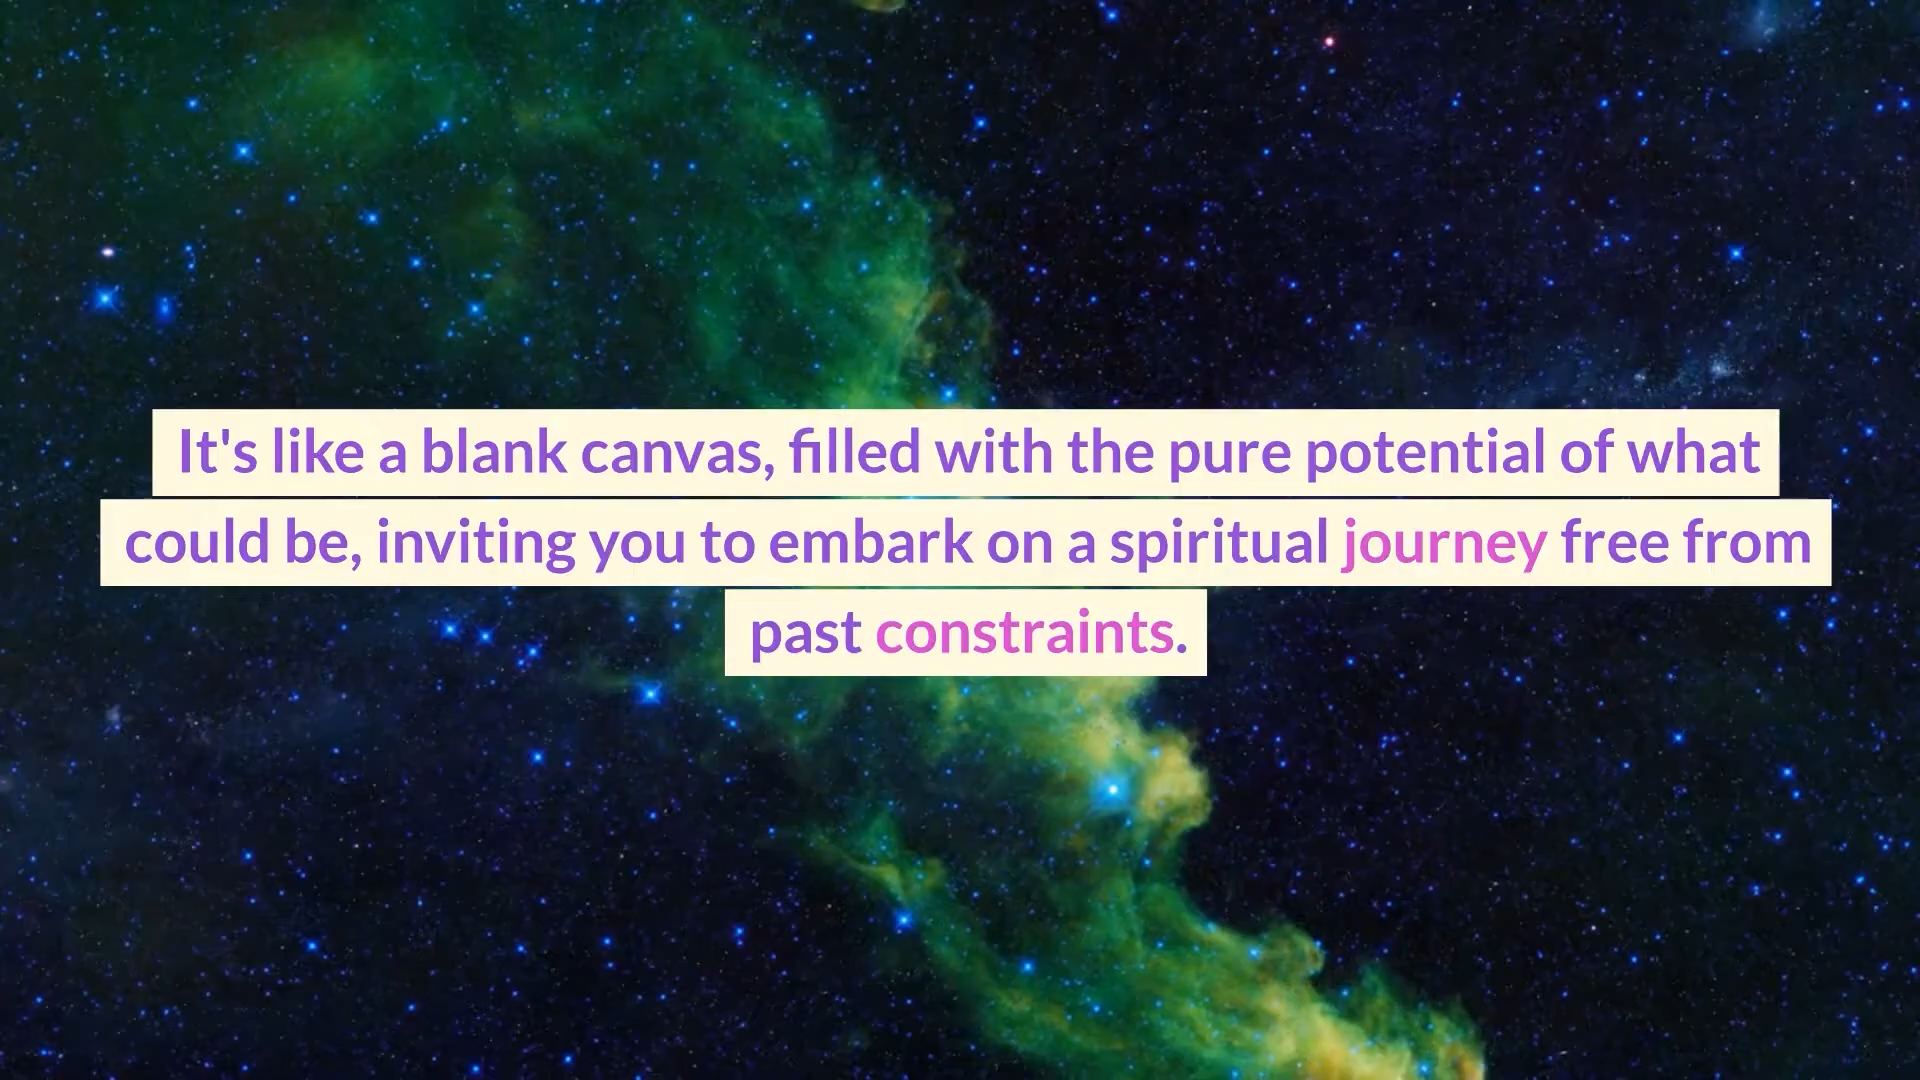 It's like a blank canvas, filled with the pure potential of what
could be, inviting you to embark on a spiritual journey free from
past constraints.